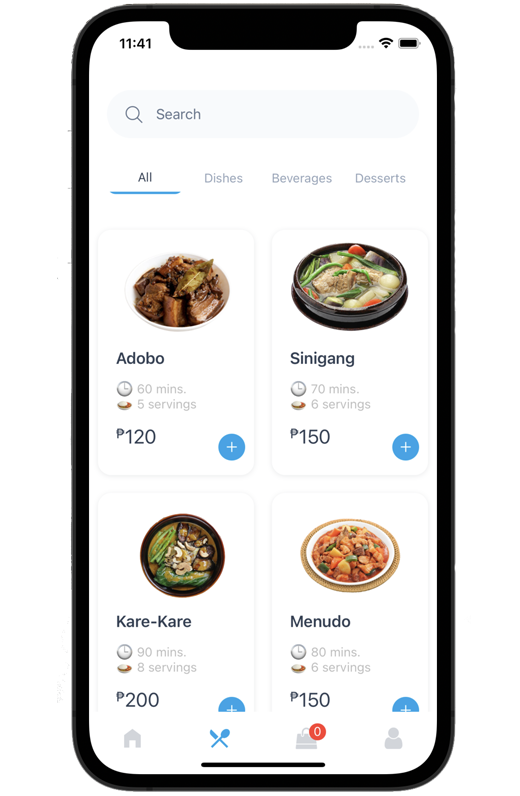 11:41
Search
All
Dishes
Beverages
Desserts
Adobo
60 mins.
5 servings
₱120
+
Sinigang
70 mins.
6 servings
₱150
+
Kare-Kare
90 mins.
8 servings
₱200
+
Menudo
80 mins.
6 servings
₱150
+
0